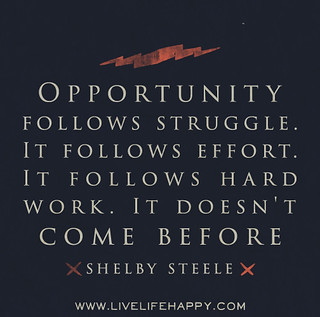 OPPORTUNITY
FOLLOWS STRUGGLE.
IT FOLLOWS EFFORT.
IT FOLLOWS HARD
WORK. IT DOESN'T
COME BEFORE
SHELBY STEELE
WWW.LIVELIFEHAPPY.COM